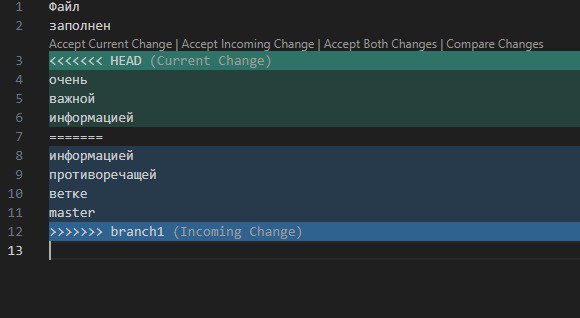 1 Файл
2 заполнен
Accept Current Change | Accept Incoming Change | Accept Both Changes | Compare Changes
3 <<<<<<< HEAD (Current Change)
4 очень
5 важной
6 информацией
7 =======
8 информацией
9 противоречащей
10 ветке
11 master
12 >>>>>>> branch1 (Incoming Change)
13